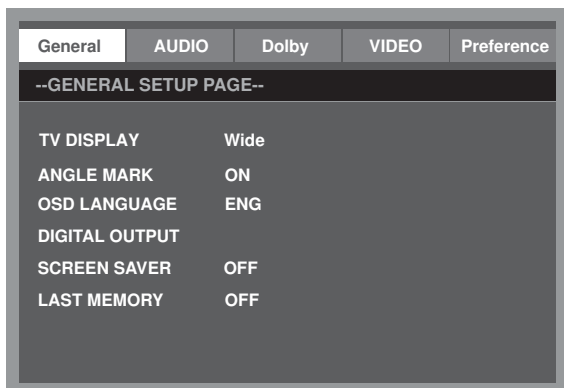 General AUDIO Dolby VIDEO Preference
--GENERAL SETUP PAGE--
TV DISPLAY Wide
ANGLE MARK ON
OSD LANGUAGE ENG
DIGITAL OUTPUT
SCREEN SAVER OFF
LAST MEMORY OFF